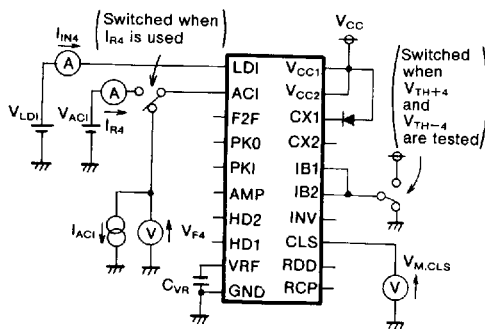 (Switched when
I_R4 is used)
I_IN4
A
V_LDI
V_ACI
A
I_R4
I_ACI
V
V_F4
C_VR
LDI
ACI
F2F
PK0
PKI
AMP
HD2
HD1
VRF
GND
V_CC1
V_CC2
CX1
CX2
IB1
IB2
INV
CLS
RDD
RCP
V_CC
(Switched
when
V_TH+4
and
V_TH−4
are tested)
V_M.CLS
V